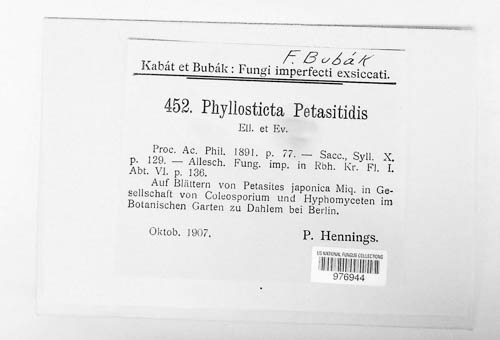 F. Bubák
Kabát et Bubák: Fungi imperfecti exsiccati.
452. Phyllosticta Petasitidis
Ell. et Ev.
Proc. Ac. Phil. 1891. p. 77. — Sacc., Syll. X.
p. 129. — Allesch. Fung. imp. in Rbh. Kr. Fl. I.
Abt. VI. p. 136.
Auf Blättern von Petasites japonica Miq. in Ge-
sellschaft von Coleosporium und Hyphomyceten im
Botanischen Garten zu Dahlem bei Berlin.
Oktob. 1907.
P. Hennings.
US NATIONAL FUNGUS COLLECTIONS
976944